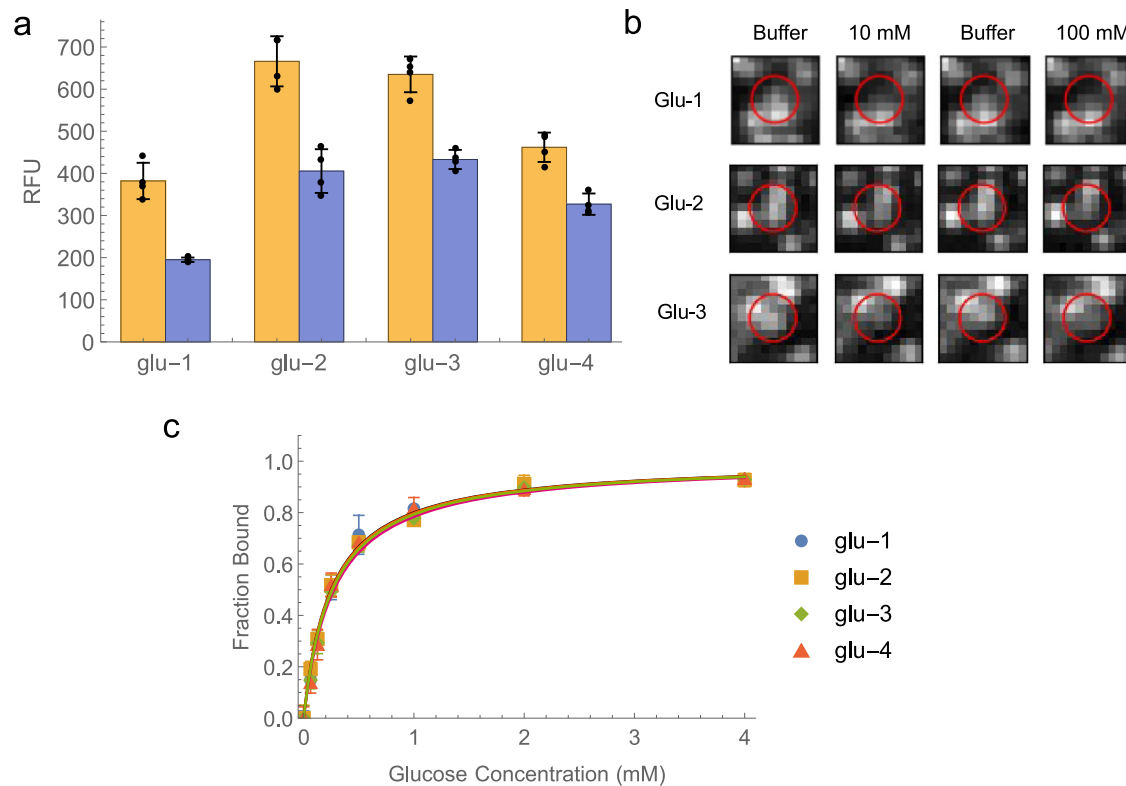 a
RFU
700
600
500
400
300
200
100
0
glu−1 glu−2 glu−3 glu−4
b
Buffer 10 mM Buffer 100 mM
Glu-1
Glu-2
Glu-3
c
Fraction Bound
1.0
0.8
0.6
0.4
0.2
0.0
0 1 2 3 4
Glucose Concentration (mM)
glu−1
glu−2
glu−3
glu−4